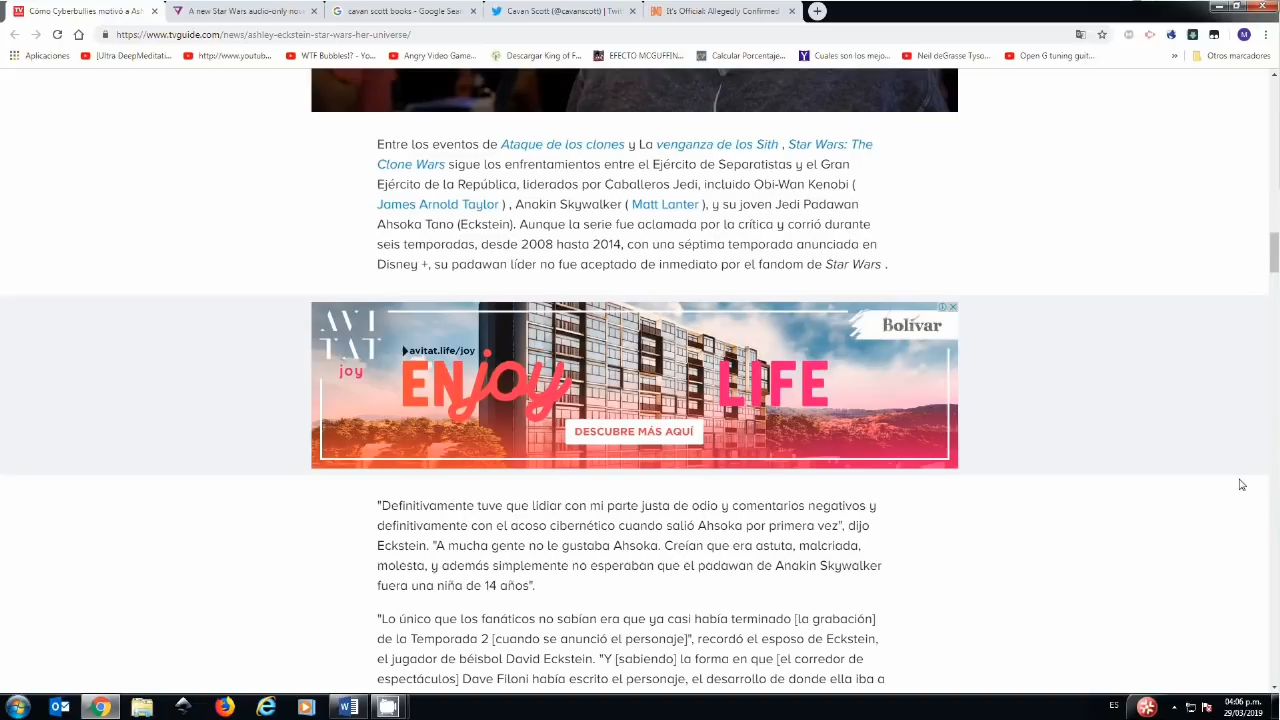 Cómo Cyberbullies motivó a Ash
A new Star Wars audio-only nov
cavan scott books - Google Sear
Cavan Scott (@cavanscott) | Twit
It's Official: Allegedly Confirmed
https://www.tvguide.com/news/ashley-eckstein-star-wars-her-universe/
Aplicaciones
[Ultra DeepMeditati...
http://www.youtub...
WTF Bubbles!? - Yo...
Angry Video Game...
Descargar King of F...
EFECTO MCGUFFIN...
Calcular Porcentaje...
Cuales son los mejo...
Neil deGrasse Tyso...
Open G tuning guit...
» Otros marcadores
Entre los eventos de Ataque de los clones y La venganza de los Sith , Star Wars: The
Clone Wars sigue los enfrentamientos entre el Ejército de Separatistas y el Gran
Ejército de la República, liderados por Caballeros Jedi, incluido Obi-Wan Kenobi (
James Arnold Taylor ) , Anakin Skywalker ( Matt Lanter ), y su joven Jedi Padawan
Ahsoka Tano (Eckstein). Aunque la serie fue aclamada por la crítica y corrió durante
seis temporadas, desde 2008 hasta 2014, con una séptima temporada anunciada en
Disney +, su padawan líder no fue aceptado de inmediato por el fandom de Star Wars .
AVI
TAT
joy
avitat.life/joy
ENjoy LIFE
Bolívar
DESCUBRE MÁS AQUÍ
"Definitivamente tuve que lidiar con mi parte justa de odio y comentarios negativos y
definitivamente con el acoso cibernético cuando salió Ahsoka por primera vez", dijo
Eckstein. "A mucha gente no le gustaba Ahsoka. Creían que era astuta, malcriada,
molesta, y además simplemente no esperaban que el padawan de Anakin Skywalker
fuera una niña de 14 años".
"Lo único que los fanáticos no sabían era que ya casi había terminado [la grabación]
de la Temporada 2 [cuando se anunció el personaje]", recordó el esposo de Eckstein,
el jugador de béisbol David Eckstein. "Y [sabiendo] la forma en que [el corredor de
espectáculos] Dave Filoni había escrito el personaje, el desarrollo de donde ella iba a
ES
04:06 p.m.
29/03/2019